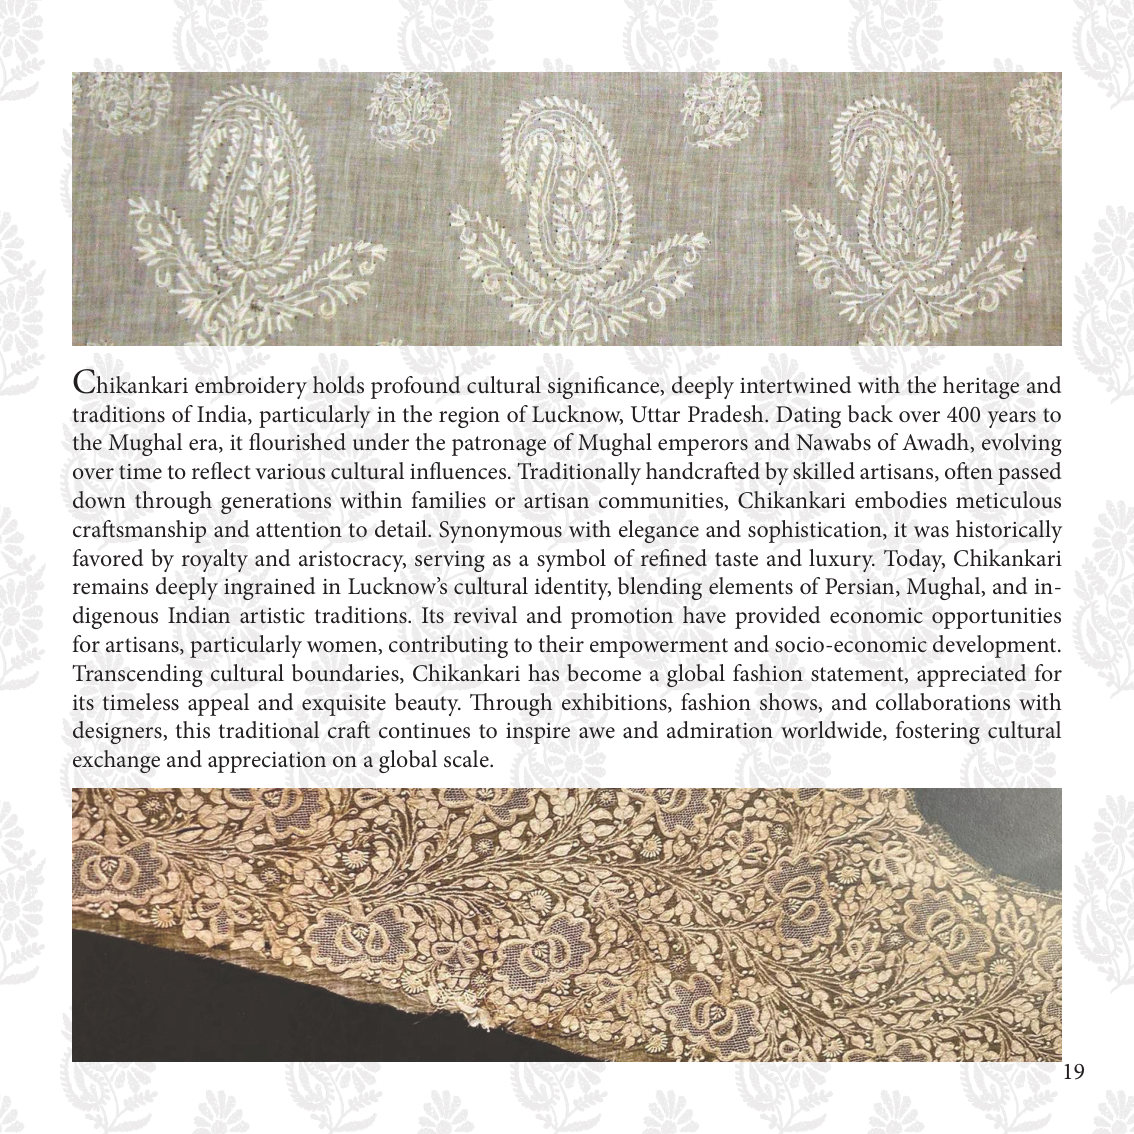 Chikankari embroidery holds profound cultural significance, deeply intertwined with the heritage and
traditions of India, particularly in the region of Lucknow, Uttar Pradesh. Dating back over 400 years to
the Mughal era, it flourished under the patronage of Mughal emperors and Nawabs of Awadh, evolving
over time to reflect various cultural influences. Traditionally handcrafted by skilled artisans, often passed
down through generations within families or artisan communities, Chikankari embodies meticulous
craftsmanship and attention to detail. Synonymous with elegance and sophistication, it was historically
favored by royalty and aristocracy, serving as a symbol of refined taste and luxury. Today, Chikankari
remains deeply ingrained in Lucknow’s cultural identity, blending elements of Persian, Mughal, and in-
digenous Indian artistic traditions. Its revival and promotion have provided economic opportunities
for artisans, particularly women, contributing to their empowerment and socio-economic development.
Transcending cultural boundaries, Chikankari has become a global fashion statement, appreciated for
its timeless appeal and exquisite beauty. Through exhibitions, fashion shows, and collaborations with
designers, this traditional craft continues to inspire awe and admiration worldwide, fostering cultural
exchange and appreciation on a global scale.
19